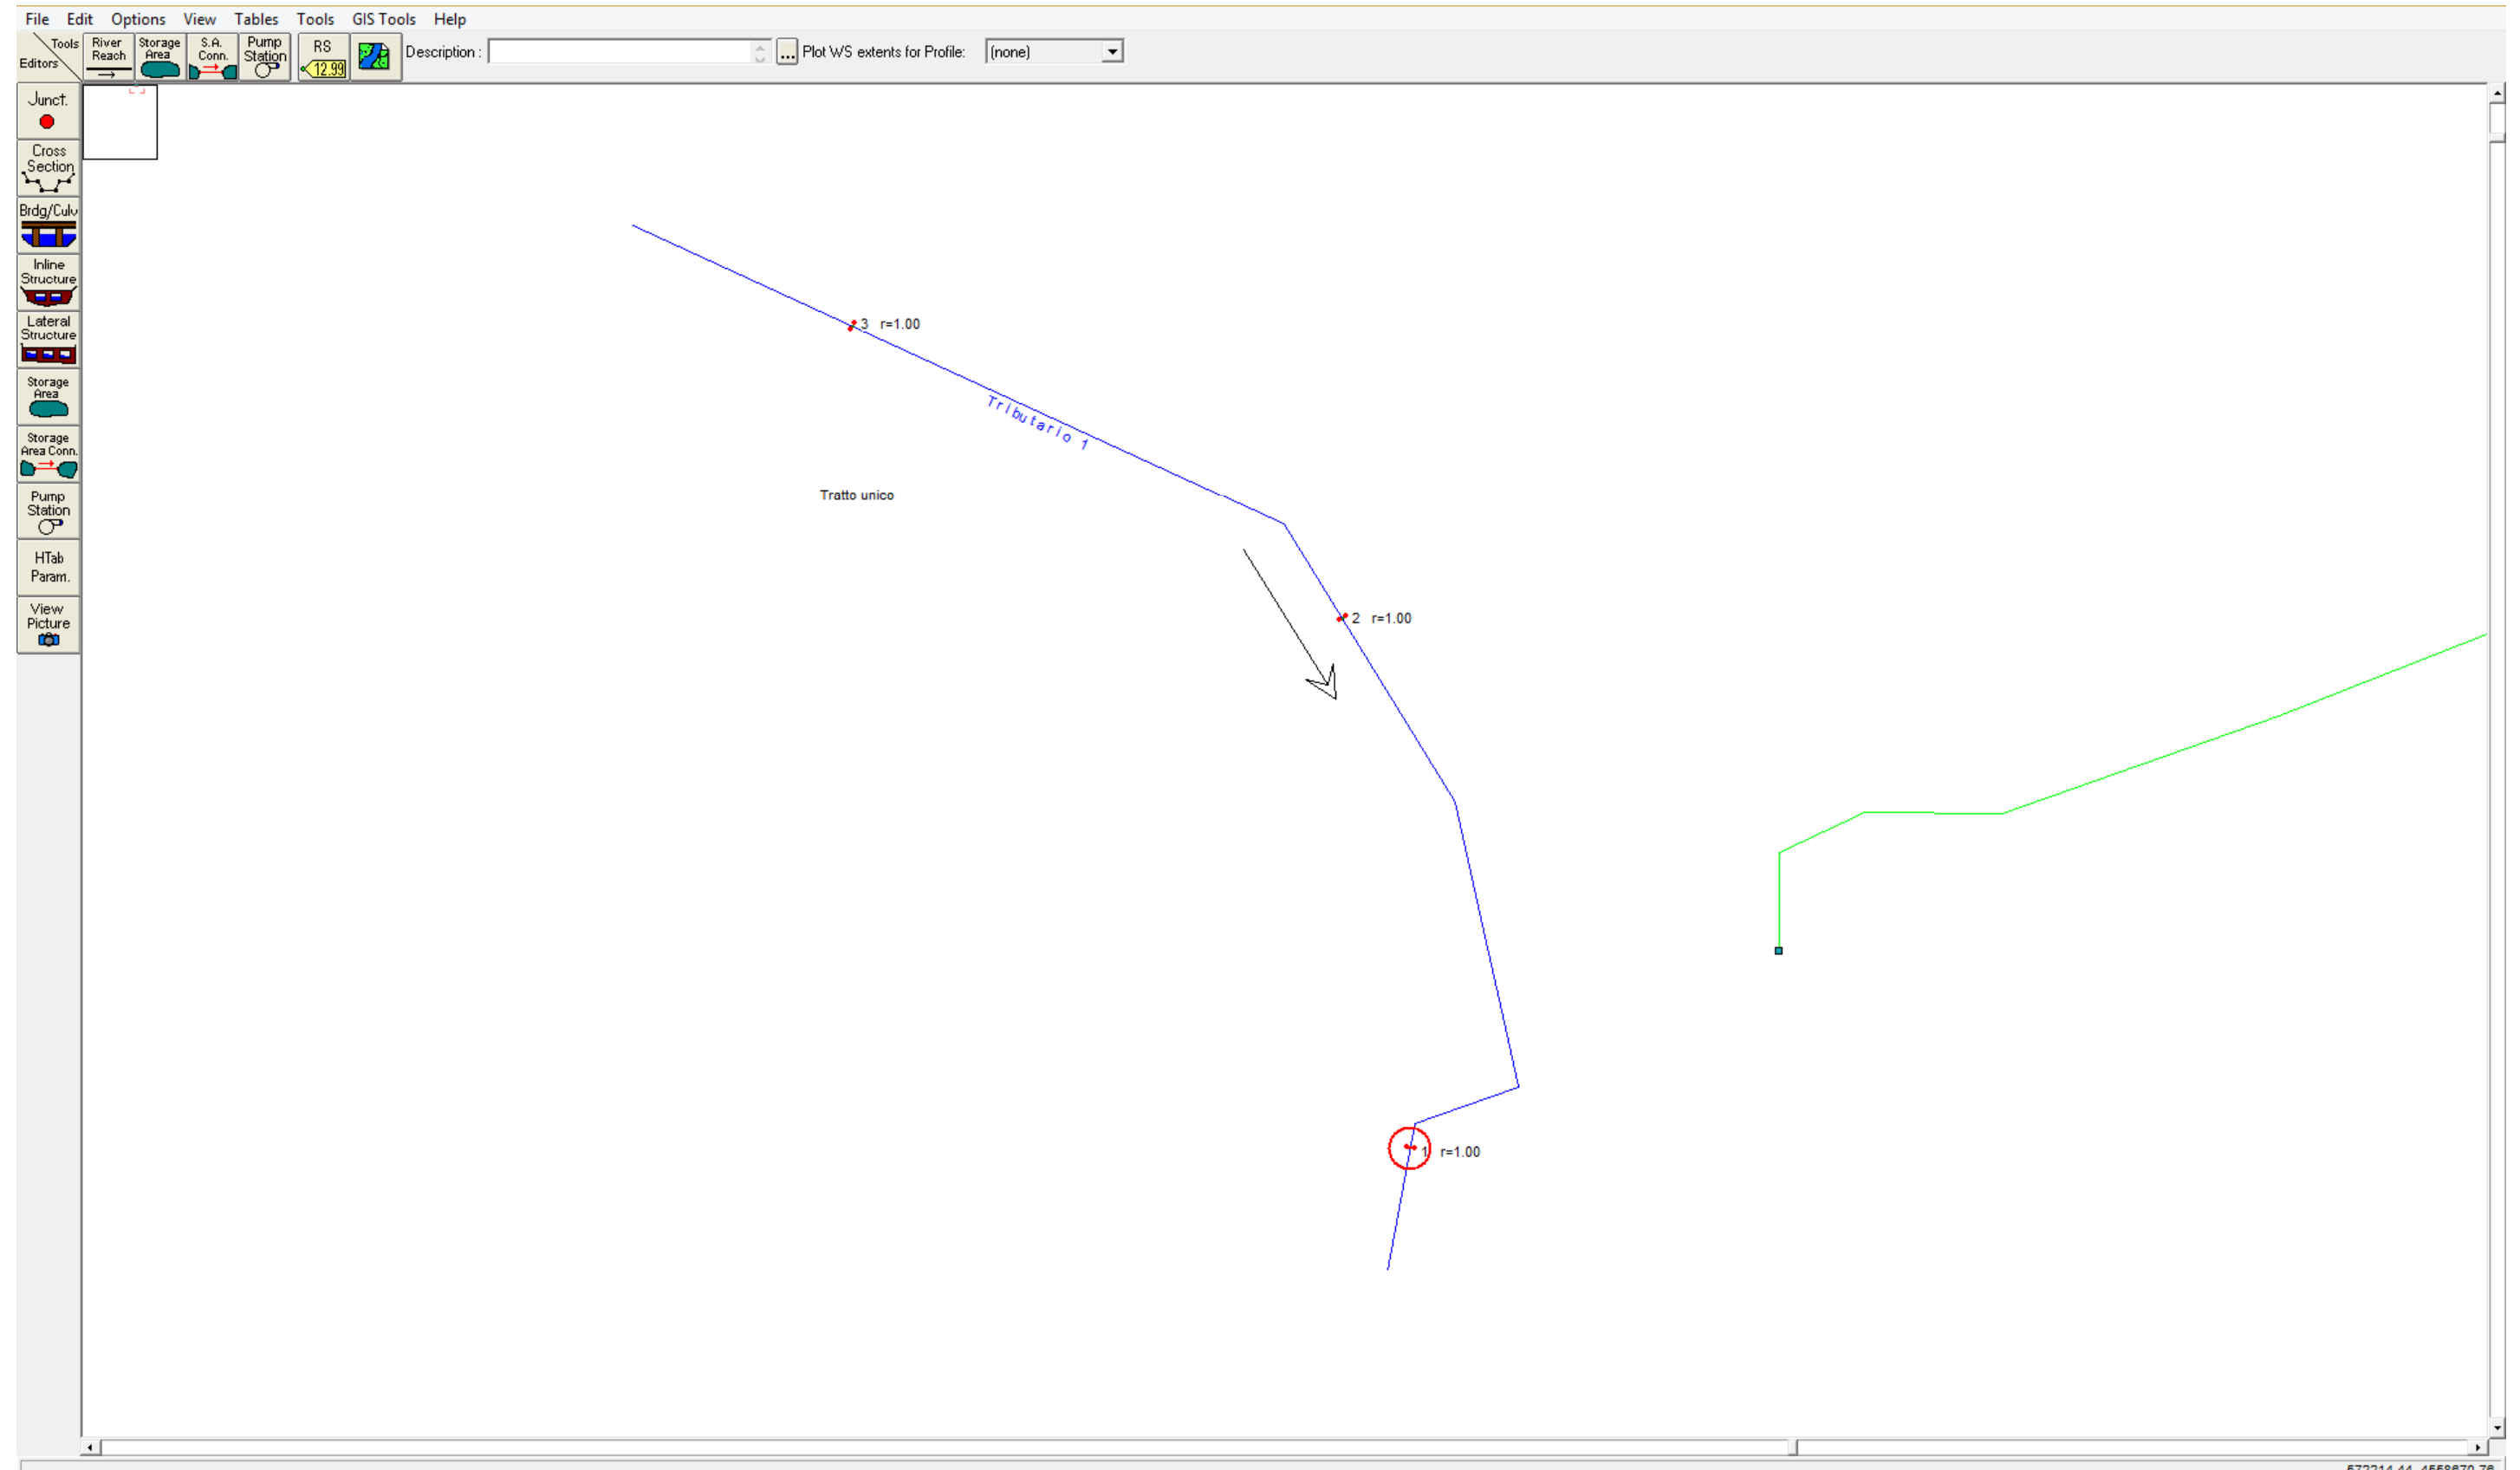 File Edit Options View Tables Tools GIS Tools Help
Tools
Editors
River
Reach
Storage
Area
S.A.
Conn.
Pump
Station
RS
12.99
Description :
...
Plot WS extents for Profile:
(none)
Junct.
Cross
Section
Brdg/Culv
Inline
Structure
Lateral
Structure
Storage
Area
Storage
Area Conn.
Pump
Station
HTab
Param.
View
Picture
3 r=1.00
Tributario 1
Tratto unico
2 r=1.00
1 r=1.00